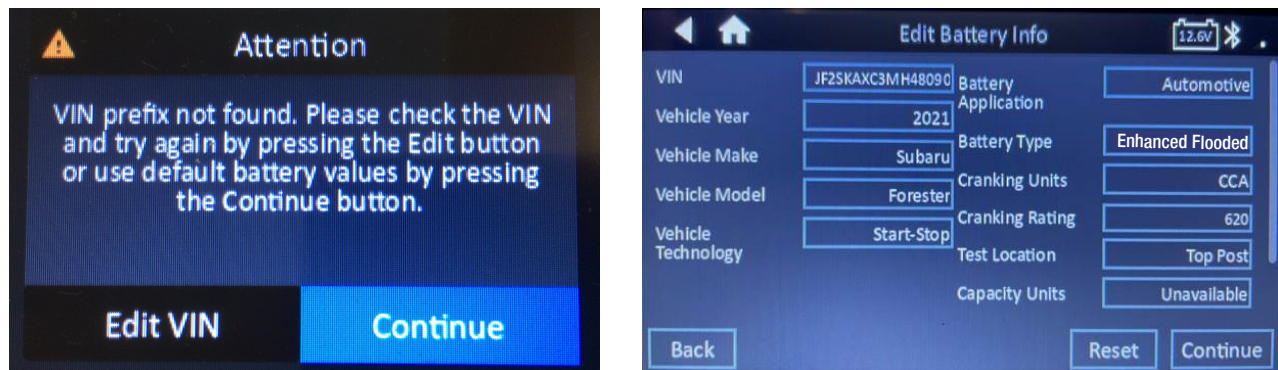 Attention
VIN prefix not found. Please check the VIN
and try again by pressing the Edit button
or use default battery values by pressing
the Continue button.
Edit VIN
Continue
Edit Battery Info
12.6V
VIN
JF2SKAXC3MH48090
Vehicle Year
2021
Vehicle Make
Subaru
Vehicle Model
Forester
Vehicle
Technology
Start-Stop
Battery
Application
Automotive
Battery Type
Enhanced Flooded
Cranking Units
CCA
Cranking Rating
620
Test Location
Top Post
Capacity Units
Unavailable
Back
Reset
Continue